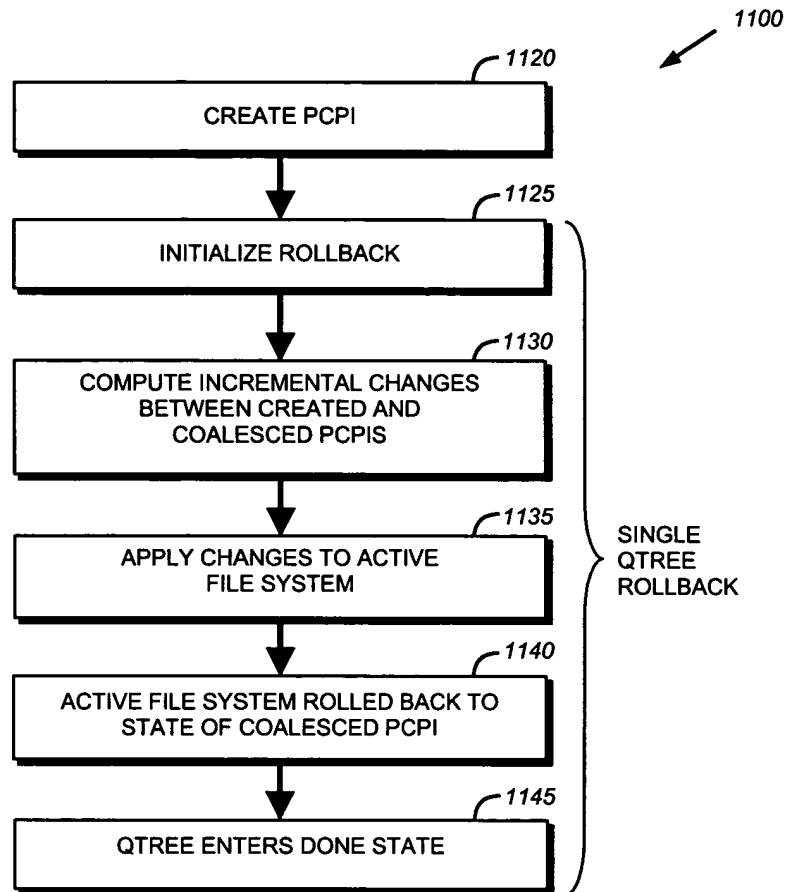 1100
1120
CREATE PCPI
1125
INITIALIZE ROLLBACK
1130
COMPUTE INCREMENTAL CHANGES
BETWEEN CREATED AND
COALESCED PCPIS
1135
APPLY CHANGES TO ACTIVE
FILE SYSTEM
SINGLE
QTREE
ROLLBACK
1140
ACTIVE FILE SYSTEM ROLLED BACK TO
STATE OF COALESCED PCPI
1145
QTREE ENTERS DONE STATE